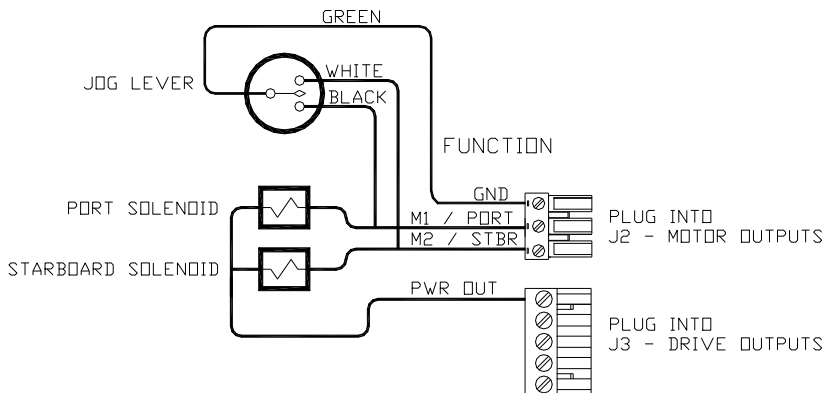 GREEN
JOG LEVER
WHITE
BLACK
FUNCTION
GND
PORT SOLENOID
M1 / PORT
PLUG INTO
J2 - MOTOR OUTPUTS
M2 / STBR
STARBOARD SOLENOID
PWR OUT
PLUG INTO
J3 - DRIVE OUTPUTS